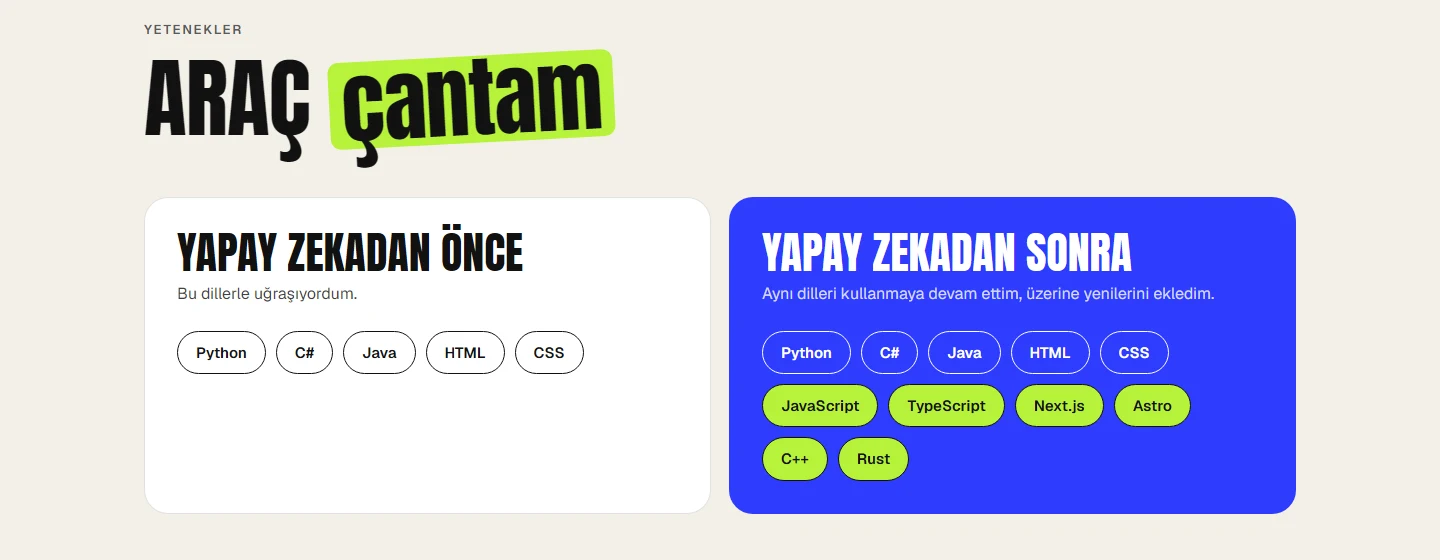 YETENEKLER
ARAÇ çantam
YAPAY ZEKADAN ÖNCE
Bu dillerle uğraşıyordum.
Python C# Java HTML CSS
YAPAY ZEKADAN SONRA
Aynı dilleri kullanmaya devam ettim, üzerine yenilerini ekledim.
Python C# Java HTML CSS
JavaScript TypeScript Next.js Astro
C++ Rust